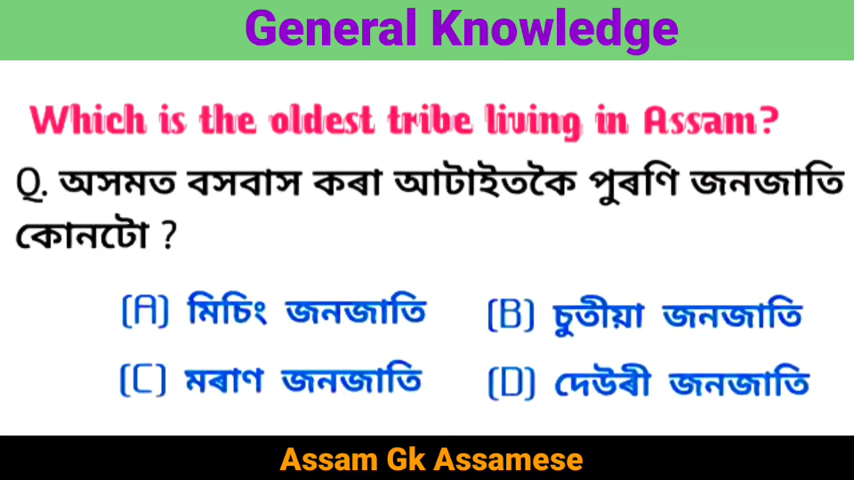 General Knowledge
Which is the oldest tribe living in Assam?
Q. অসমত বসবাস কৰা আটাইতকৈ পুৰণি জনজাতি
কোনটো ?
(A) মিচিং জনজাতি (B) চুতীয়া জনজাতি
(C) মৰাণ জনজাতি (D) দেউৰী জনজাতি
Assam Gk Assamese